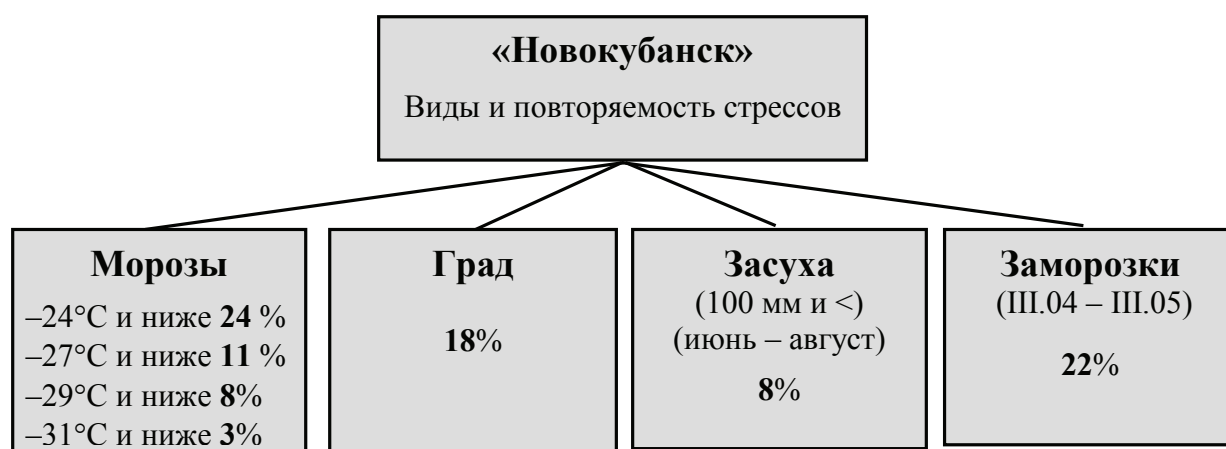 «Новокубанск»
Виды и повторяемость стрессов
Морозы
–24°С и ниже 24 %
–27°С и ниже 11 %
–29°С и ниже 8%
–31°С и ниже 3%
Град
18%
Засуха
(100 мм и <)
(июнь – август)
8%
Заморозки
(III.04 – III.05)
22%